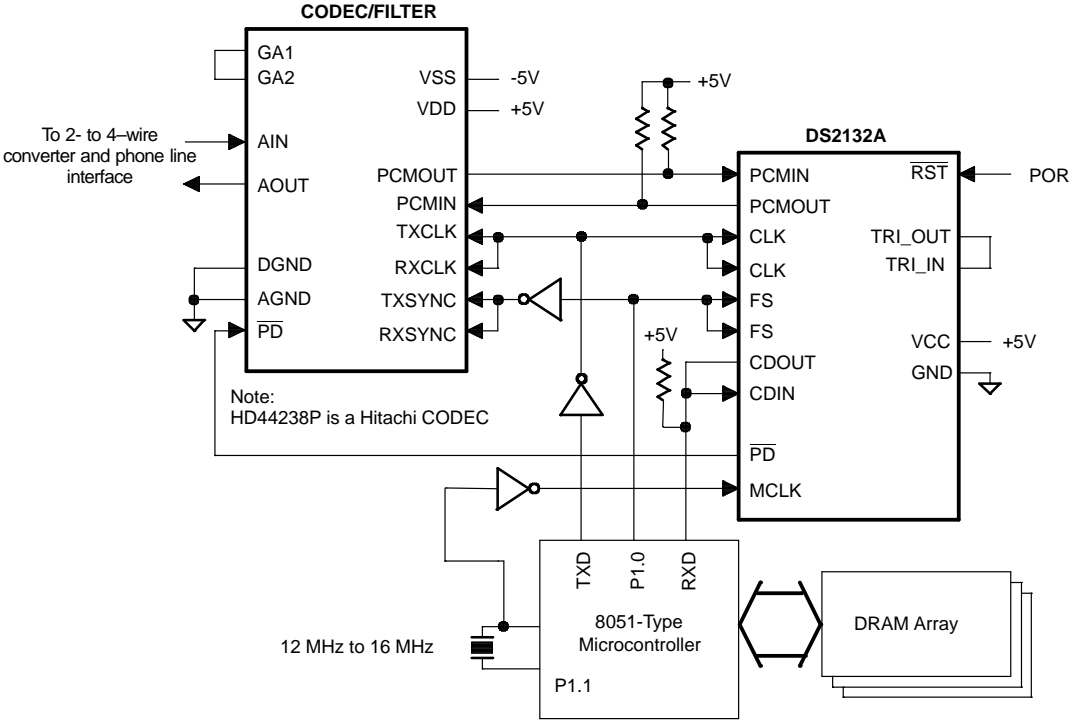 CODEC/FILTER
GA1
GA2
VSS
-5V
VDD
+5V
+5V
To 2- to 4–wire
converter and phone line
interface
AIN
AOUT
PCMOUT
PCMIN
TXCLK
RXCLK
TXSYNC
RXSYNC
DGND
AGND
PD
DS2132A
PCMIN
PCMOUT
CLK
CLK
FS
FS
CDOUT
CDIN
PD
MCLK
RST
POR
TRI_OUT
TRI_IN
VCC
+5V
GND
+5V
Note:
HD44238P is a Hitachi CODEC
TXD
P1.0
RXD
8051-Type
Microcontroller
P1.1
12 MHz to 16 MHz
DRAM Array